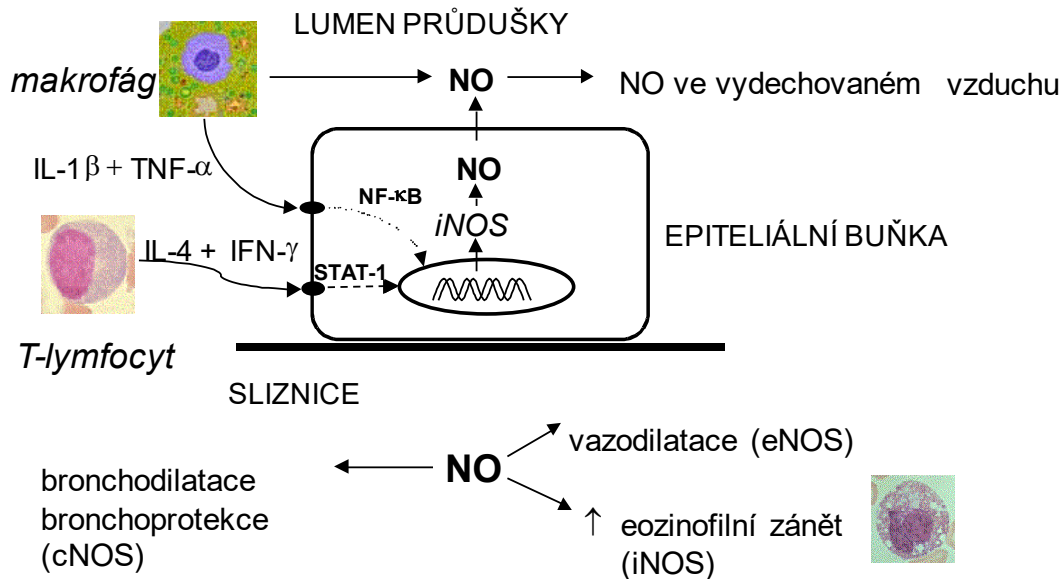 LUMEN PRŮDUŠKY
makrofág
NO
NO ve vydechovaném vzduchu
IL-1β + TNF-α
NO
NF-κB
iNOS
EPITELIÁLNÍ BUŇKA
IL-4 + IFN-γ
STAT-1
T-lymfocyt
SLIZNICE
vazodilatace (eNOS)
NO
bronchodilatace
bronchoprotekce
(cNOS)
↑ eozinofilní zánět
(iNOS)